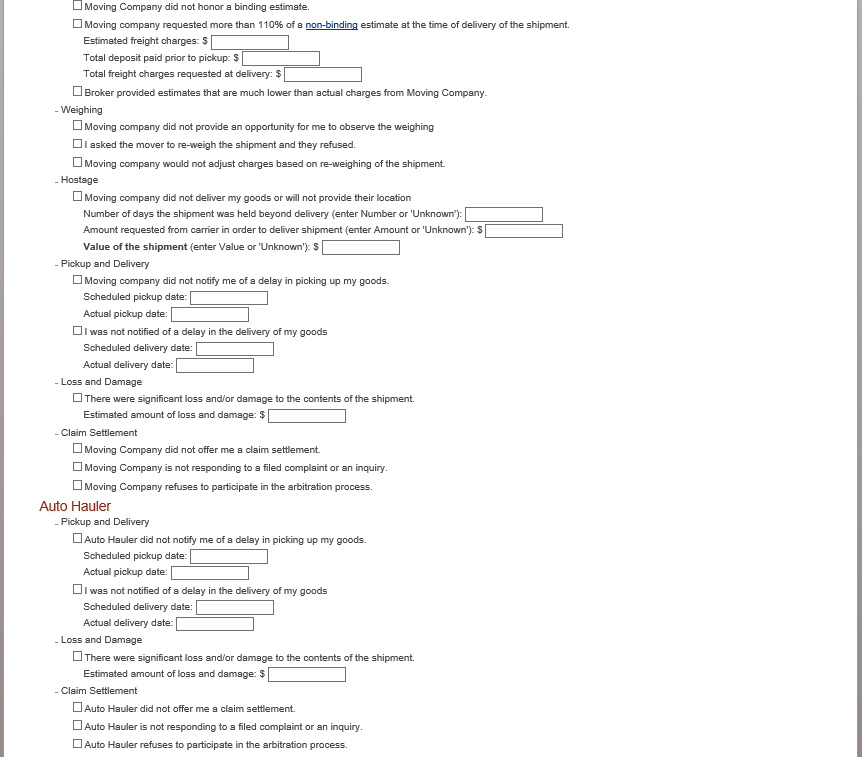 Moving Company did not honor a binding estimate.
Moving company requested more than 110% of a non-binding estimate at the time of delivery of the shipment.
Estimated freight charges: $
Total deposit paid prior to pickup: $
Total freight charges requested at delivery: $
Broker provided estimates that are much lower than actual charges from Moving Company.
- Weighing
Moving company did not provide an opportunity for me to observe the weighing
I asked the mover to re-weigh the shipment and they refused.
Moving company would not adjust charges based on re-weighing of the shipment.
- Hostage
Moving company did not deliver my goods or will not provide their location
Number of days the shipment was held beyond delivery (enter Number or 'Unknown'):
Amount requested from carrier in order to deliver shipment (enter Amount or 'Unknown'): $
Value of the shipment (enter Value or 'Unknown'): $
- Pickup and Delivery
Moving company did not notify me of a delay in picking up my goods.
Scheduled pickup date:
Actual pickup date:
I was not notified of a delay in the delivery of my goods
Scheduled delivery date:
Actual delivery date:
- Loss and Damage
There were significant loss and/or damage to the contents of the shipment.
Estimated amount of loss and damage: $
- Claim Settlement
Moving Company did not offer me a claim settlement.
Moving Company is not responding to a filed complaint or an inquiry.
Moving Company refuses to participate in the arbitration process.
Auto Hauler
- Pickup and Delivery
Auto Hauler did not notify me of a delay in picking up my goods.
Scheduled pickup date:
Actual pickup date:
I was not notified of a delay in the delivery of my goods
Scheduled delivery date:
Actual delivery date:
- Loss and Damage
There were significant loss and/or damage to the contents of the shipment.
Estimated amount of loss and damage: $
- Claim Settlement
Auto Hauler did not offer me a claim settlement.
Auto Hauler is not responding to a filed complaint or an inquiry.
Auto Hauler refuses to participate in the arbitration process.